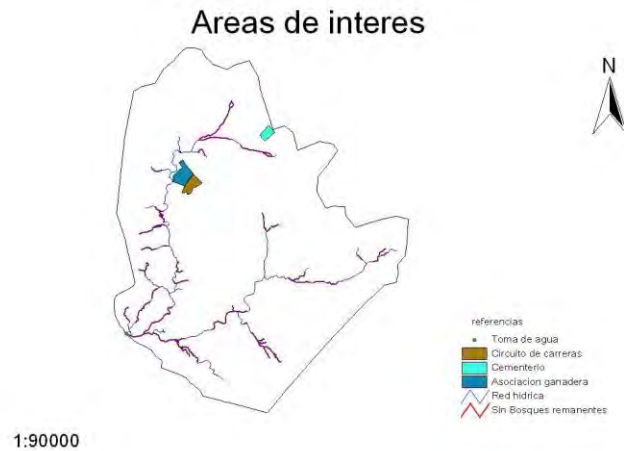 Areas de interes
N
referencias
Toma de agua
Circuito de carreras
Cementerio
Asociacion ganadera
Red hidrica
Sin Bosques remanentes
1:90000